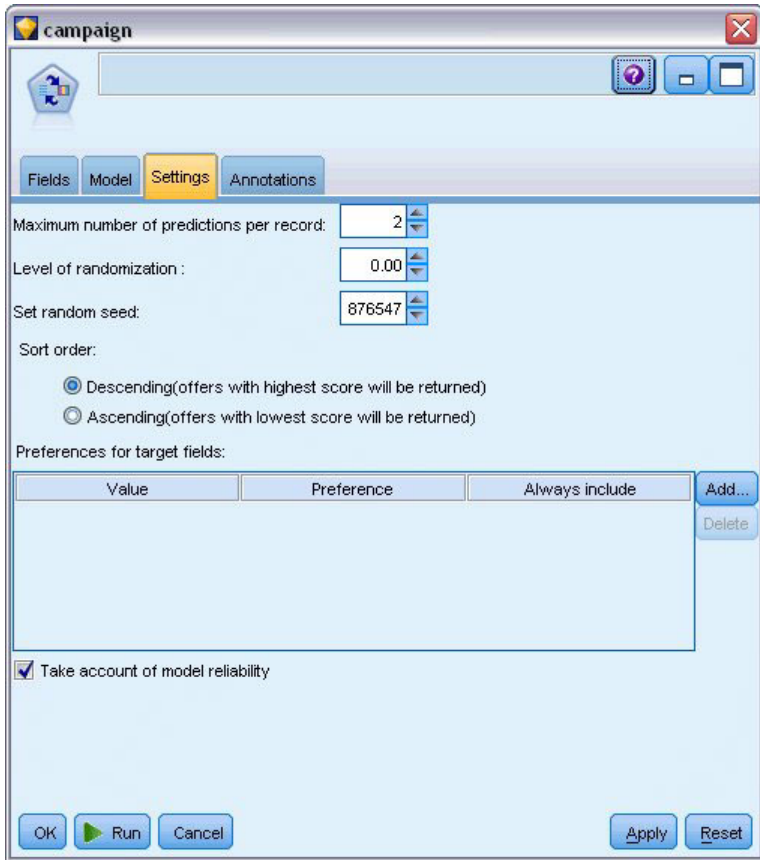 campaign
Fields Model Settings Annotations
Maximum number of predictions per record: 2
Level of randomization : 0.00
Set random seed: 876547
Sort order:
Descending(offers with highest score will be returned)
Ascending(offers with lowest score will be returned)
Preferences for target fields:
Value Preference Always include Add...
Delete
Take account of model reliability
OK Run Cancel Apply Reset